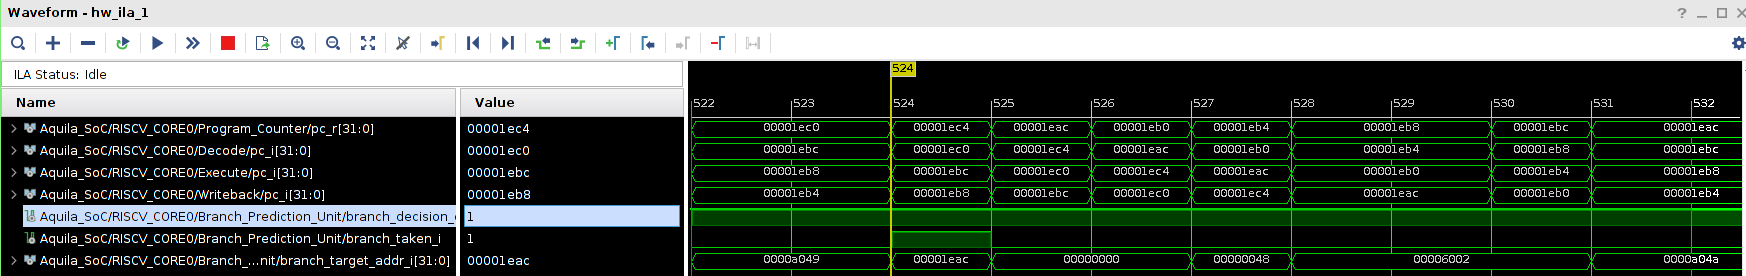 Waveform - hw_ila_1
ILA Status: Idle
Name Value
524
522 523 524 525 526 527 528 529 530 531 532
Aquila_SoC/RISCV_CORE0/Program_Counter/pc_r[31:0] 00001ec4 00001ec0 00001ec4 00001eac 00001eb0 00001eb4 00001eb8 00001ebc 00001eac
Aquila_SoC/RISCV_CORE0/Decode/pc_i[31:0] 00001ec0 00001ebc 00001ec0 00001ec4 00001eac 00001eb0 00001eb4 00001eb8 00001ebc
Aquila_SoC/RISCV_CORE0/Execute/pc_i[31:0] 00001ebc 00001eb8 00001ebc 00001ec0 00001ec4 00001eac 00001eb0 00001eb4 00001eb8
Aquila_SoC/RISCV_CORE0/Writeback/pc_i[31:0] 00001eb8 00001eb4 00001eb8 00001ebc 00001ec0 00001ec4 00001eac 00001eb0 00001eb4
Aquila_SoC/RISCV_CORE0/Branch_Prediction_Unit/branch_decision_ 1
Aquila_SoC/RISCV_CORE0/Branch_Prediction_Unit/branch_taken_i 1
Aquila_SoC/RISCV_CORE0/Branch_...nit/branch_target_addr_i[31:0] 00001eac 0000a049 00001eac 00000000 00000048 00006002 0000a04a